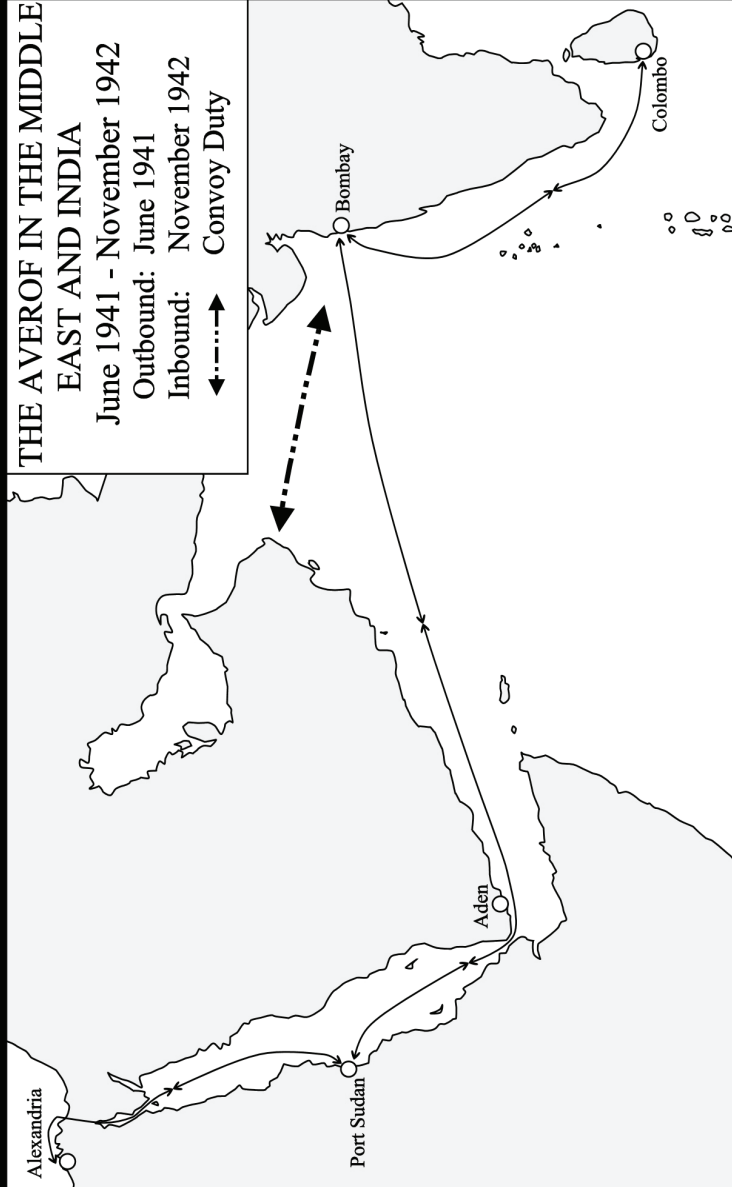 THE AVEROF IN THE MIDDLE
EAST AND INDIA
June 1941 - November 1942
Outbound: June 1941
Inbound: November 1942
Convoy Duty
Alexandria
Port Sudan
Aden
Bombay
Colombo